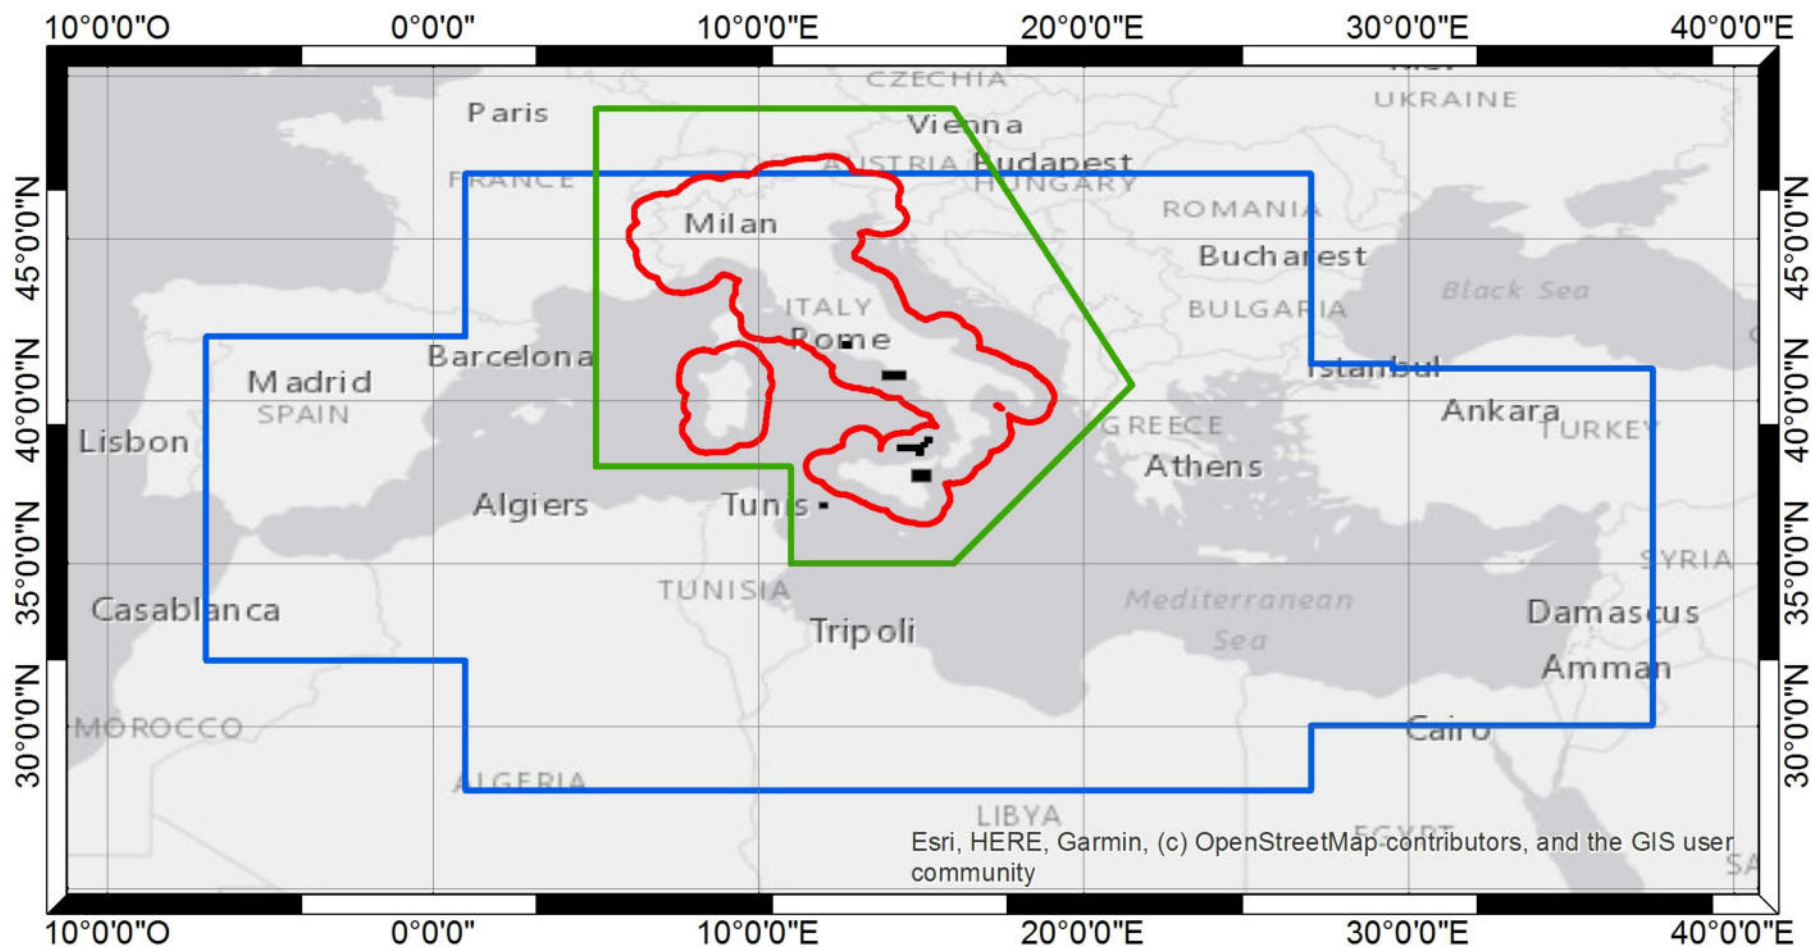 10°0'0"O 0°0'0" 10°0'0"E 20°0'0"E 30°0'0"E 40°0'0"E
CZECHIA
UKRAINE
Paris
Vienna
AUSTRIA
Budapest
FRANCE
HUNGARY
45°0'0"N
45°0'0"N
Milan
ROMANIA
Bucharest
Black Sea
ITALY
BULGARIA
Rome
Barcelona
Istanbul
40°0'0"N
40°0'0"N
Madrid
SPAIN
Ankara
Lisbon
GREECE
TURKEY
Athens
Algiers
Tunis
35°0'0"N
35°0'0"N
SYRIA
TUNISIA
Casablanca
Mediterranean
Sea
Damascus
Tripoli
Amman
30°0'0"N
30°0'0"N
MOROCCO
Cairo
ALGERIA
LIBYA
EGYPT
Esri, HERE, Garmin, (c) OpenStreetMap contributors, and the GIS user
community
SA
10°0'0"O 0°0'0" 10°0'0"E 20°0'0"E 30°0'0"E 40°0'0"E